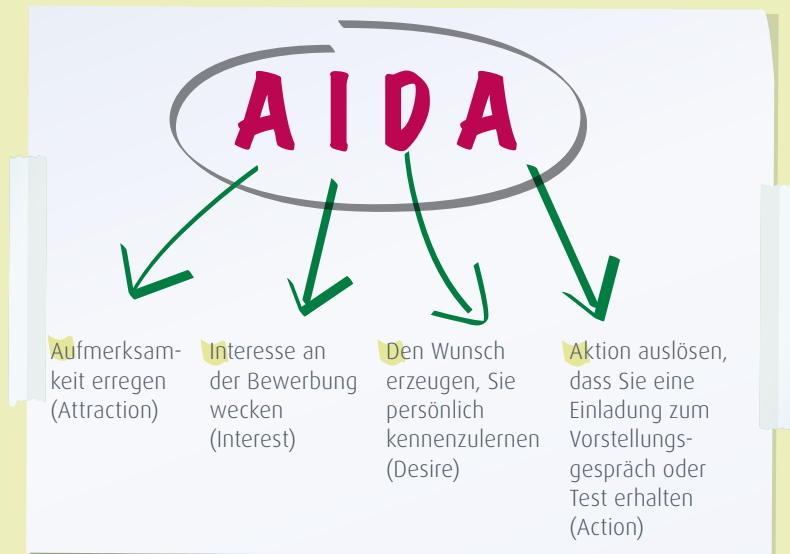 AIDA
Aufmerksam-
keit erregen
(Attraction)
Interesse an
der Bewerbung
wecken
(Interest)
Den Wunsch
erzeugen, Sie
persönlich
kennenzulernen
(Desire)
Aktion auslösen,
dass Sie eine
Einladung zum
Vorstellungs-
gespräch oder
Test erhalten
(Action)